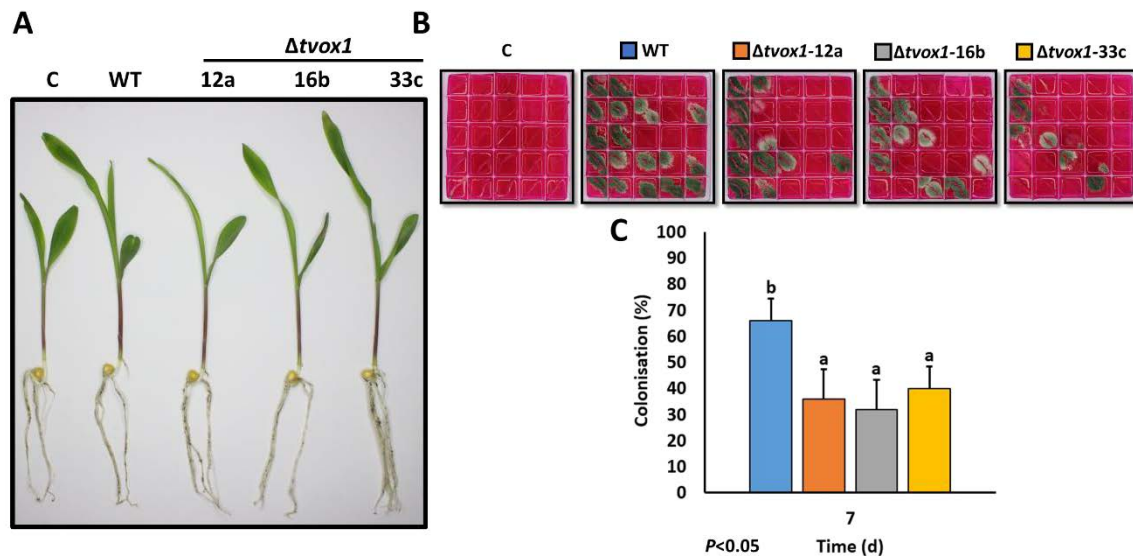 A
Δtvox1
C WT 12a 16b 33c
B
C WT Δtvox1-12a Δtvox1-16b Δtvox1-33c
C
100
90
80
70
60
50
40
30
20
10
0
Colonisation (%)
b
a
a
a
7
P<0.05 Time (d)